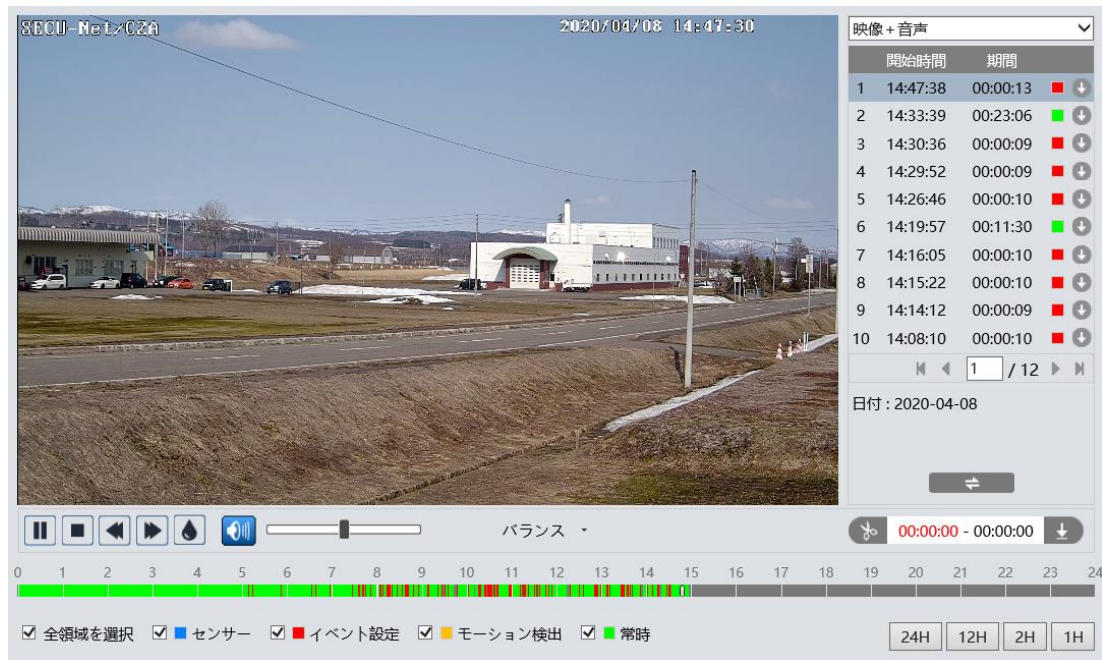 SECU-Net/CZA 2020/04/08 14:47:30
映像+音声
開始時間 期間
1 14:47:38 00:00:13
2 14:33:39 00:23:06
3 14:30:36 00:00:09
4 14:29:52 00:00:09
5 14:26:46 00:00:10
6 14:19:57 00:11:30
7 14:16:05 00:00:10
8 14:15:22 00:00:10
9 14:14:12 00:00:09
10 14:08:10 00:00:10
1 / 12
日付 : 2020-04-08
バランス
00:00:00 - 00:00:00
0 1 2 3 4 5 6 7 8 9 10 11 12 13 14 15 16 17 18 19 20 21 22 23 24
全領域を選択 センサー イベント設定 モーション検出 常時
24H 12H 2H 1H